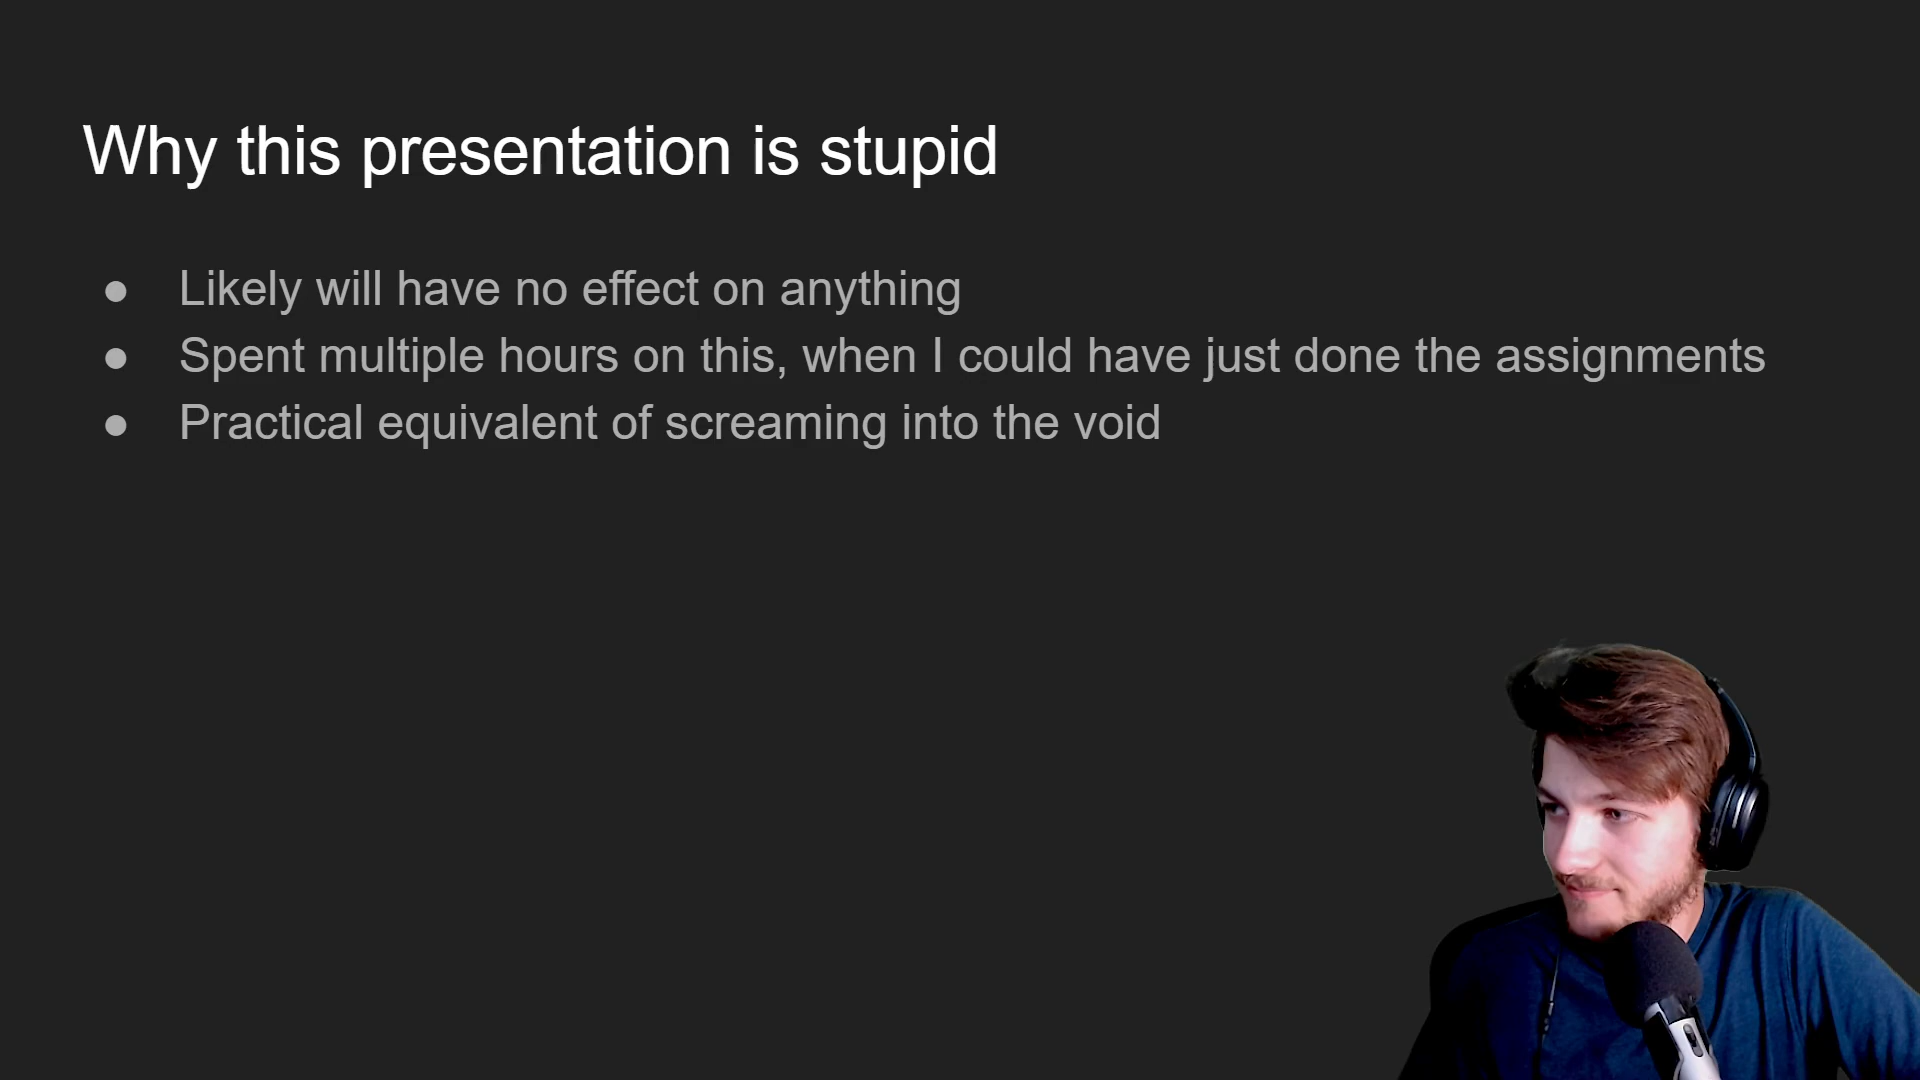 Why this presentation is stupid
● Likely will have no effect on anything
● Spent multiple hours on this, when I could have just done the assignments
● Practical equivalent of screaming into the void